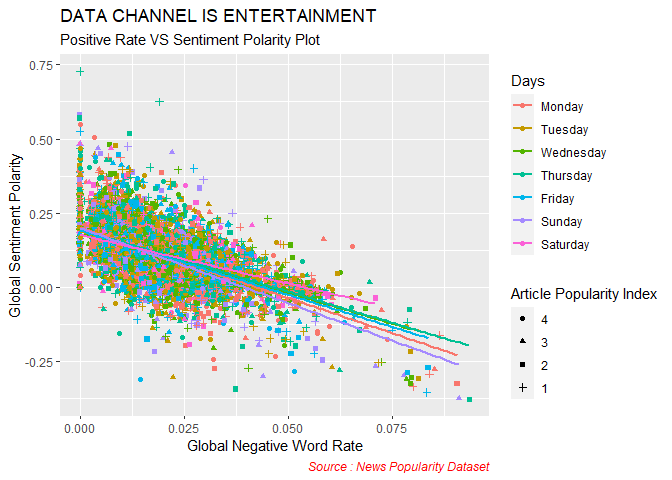 DATA CHANNEL IS ENTERTAINMENT
Positive Rate VS Sentiment Polarity Plot
Global Sentiment Polarity
0.75
0.50
0.25
0.00
-0.25
0.000 0.025 0.050 0.075
Global Negative Word Rate
Source : News Popularity Dataset
Days
Monday
Tuesday
Wednesday
Thursday
Friday
Sunday
Saturday
Article Popularity Index
4
3
2
1